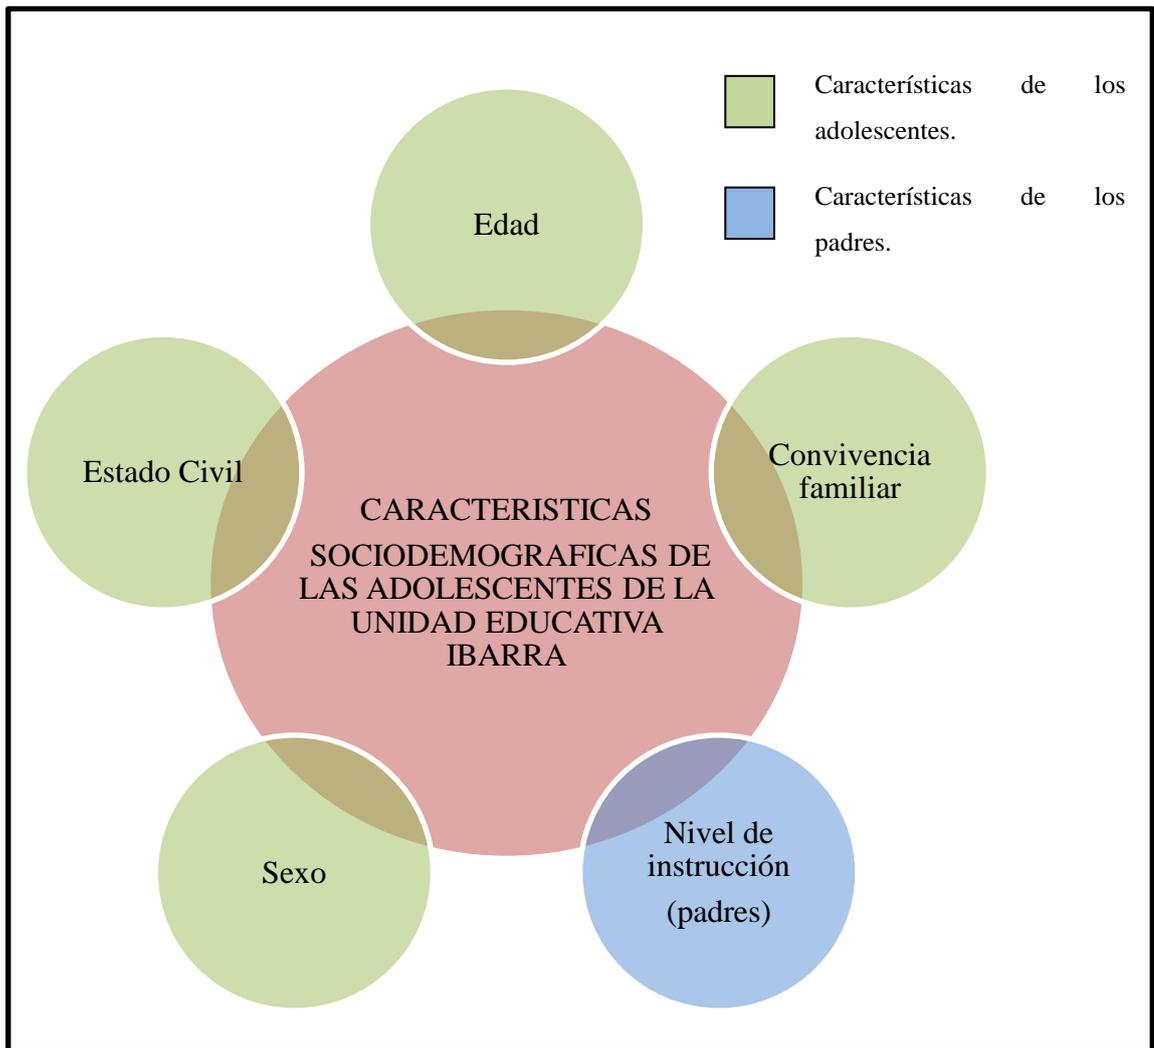 Características de los
adolescentes.
Características de los
padres.
Edad
Estado Civil
Convivencia
familiar
CARACTERISTICAS
SOCIODEMOGRAFICAS DE
LAS ADOLESCENTES DE LA
UNIDAD EDUCATIVA
IBARRA
Sexo
Nivel de
instrucción
(padres)